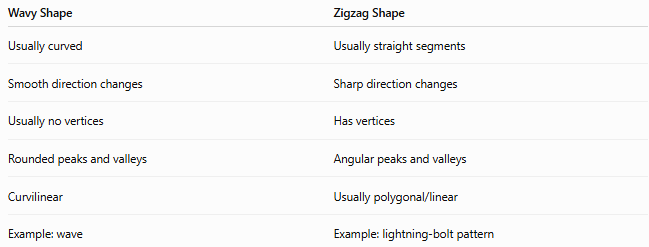 Wavy Shape Zigzag Shape
Usually curved Usually straight segments
Smooth direction changes Sharp direction changes
Usually no vertices Has vertices
Rounded peaks and valleys Angular peaks and valleys
Curvilinear Usually polygonal/linear
Example: wave Example: lightning-bolt pattern